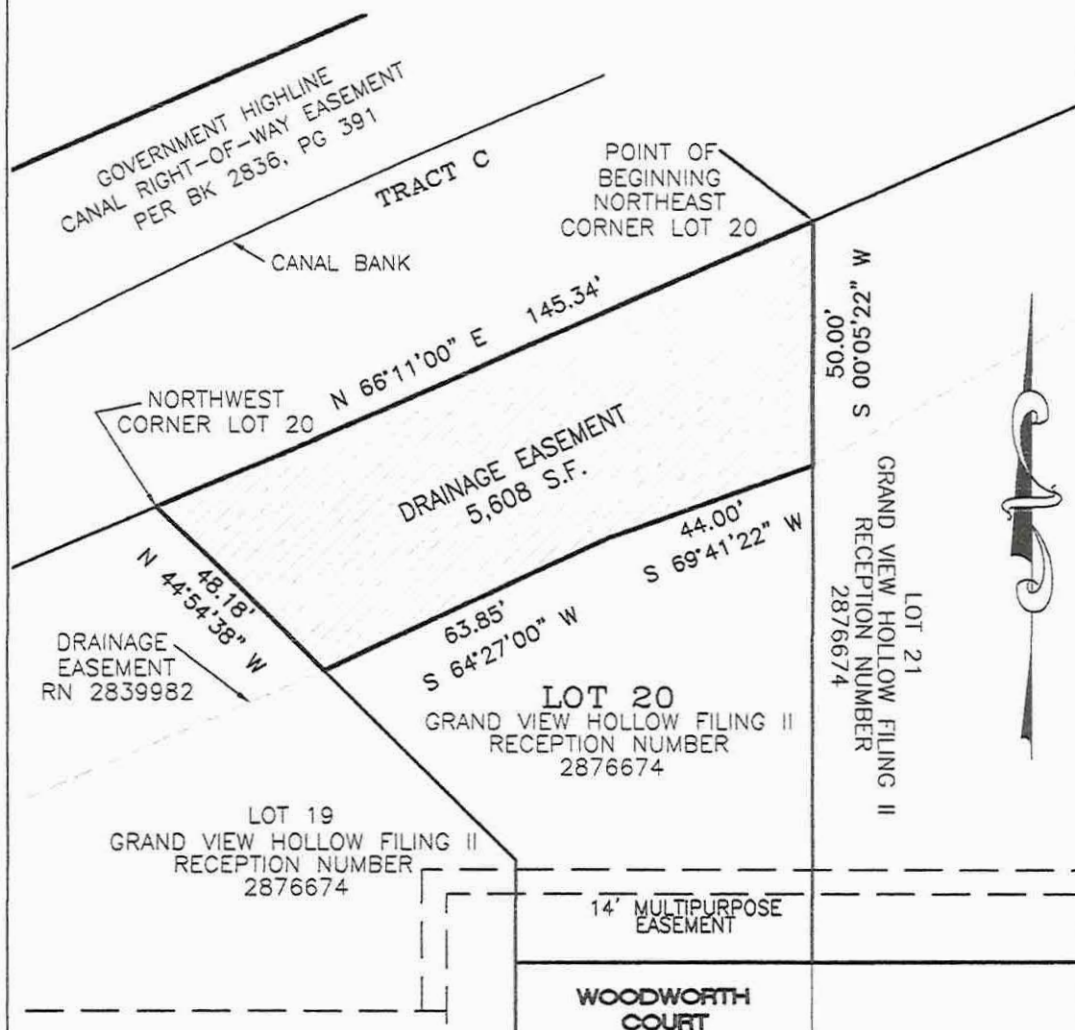 GOVERNMENT HIGHLINE
CANAL RIGHT-OF-WAY EASEMENT
PER BK 2836, PG 391
TRACT C
CANAL BANK
POINT OF
BEGINNING
NORTHEAST
CORNER LOT 20
N 66°11'00" E 145.34'
S 00°05'22" W
50.00'
NORTHWEST
CORNER LOT 20
DRAINAGE EASEMENT
5,608 S.F.
44.00'
S 69°41'22" W
63.85'
S 64°27'00" W
48.18'
N 44°54'38" W
DRAINAGE
EASEMENT
RN 2839982
LOT 20
GRAND VIEW HOLLOW FILING II
RECEPTION NUMBER
2876674
LOT 21
GRAND VIEW HOLLOW FILING II
RECEPTION NUMBER
2876674
LOT 19
GRAND VIEW HOLLOW FILING II
RECEPTION NUMBER
2876674
14' MULTIPURPOSE
EASEMENT
WOODWORTH
COURT